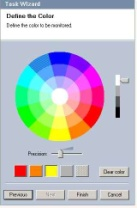 Task Wizard
Define the Color
Define the color to be monitored.
Precision:
Clear color
Previous
Next
Finish
Cancel